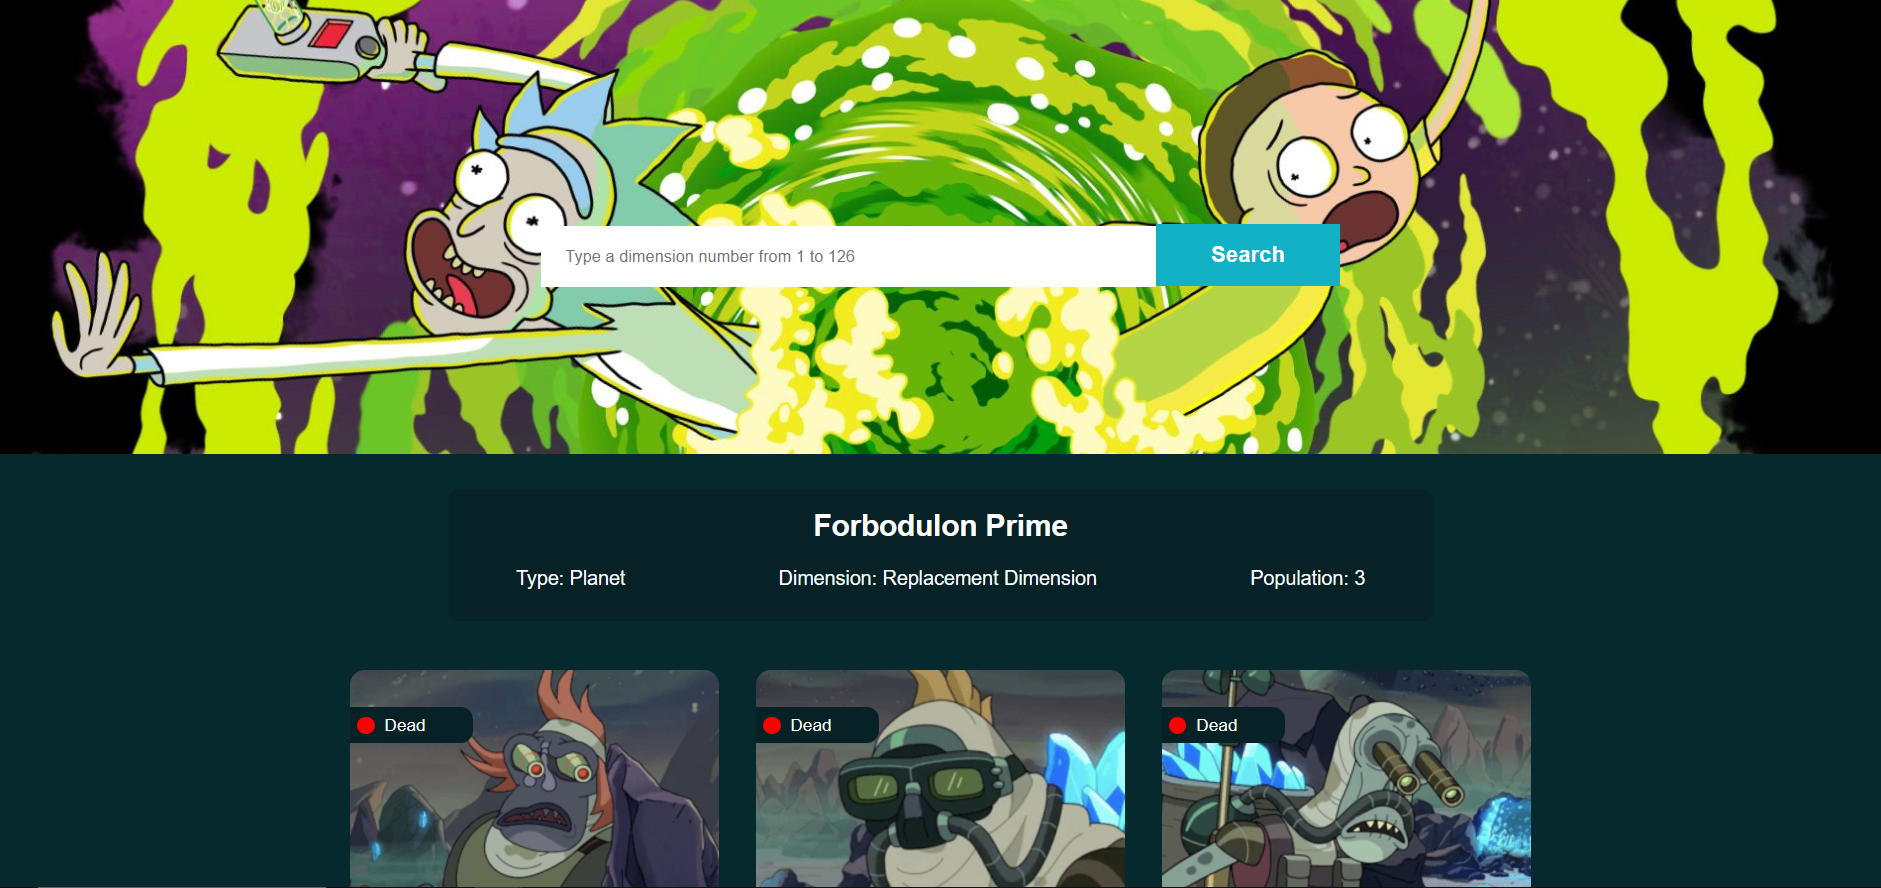 Type a dimension number from 1 to 126
Search
Forbodulon Prime
Type: Planet
Dimension: Replacement Dimension
Population: 3
Dead
Dead
Dead